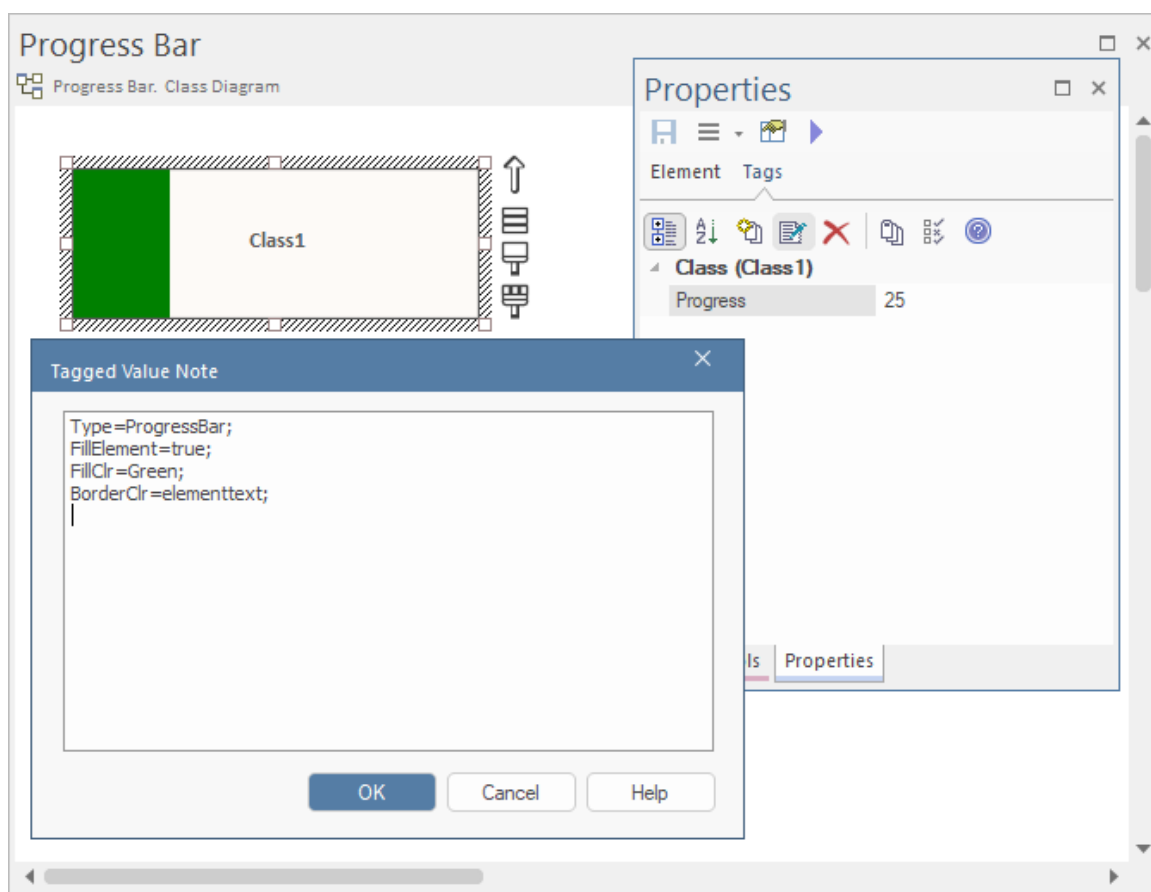 Progress Bar
Progress Bar. Class Diagram
Properties
Element Tags
Class (Class1)
Progress 25
Class1
Tagged Value Note
Type=ProgressBar;
FillElement=true;
FillClr=Green;
BorderClr=elementtext;
OK Cancel Help
ls Properties